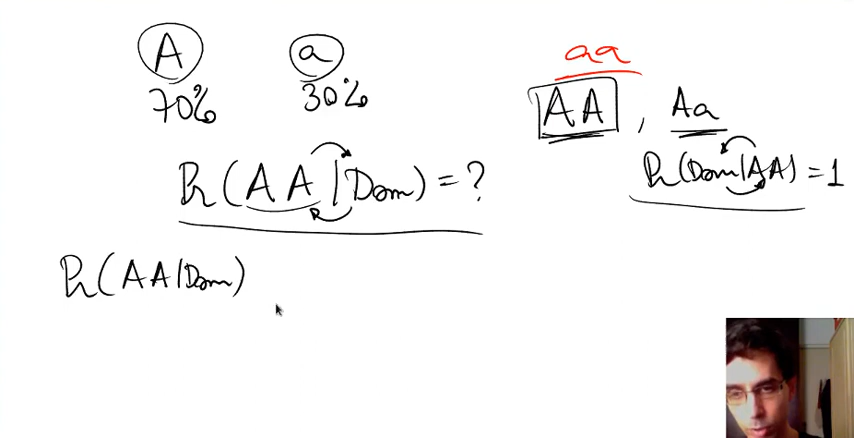 A a
70% 30%
aa
AA, Aa
Pr(AA|Dom) = ?
Pr(Dom|AA) = 1
Pr(AA|Dom)